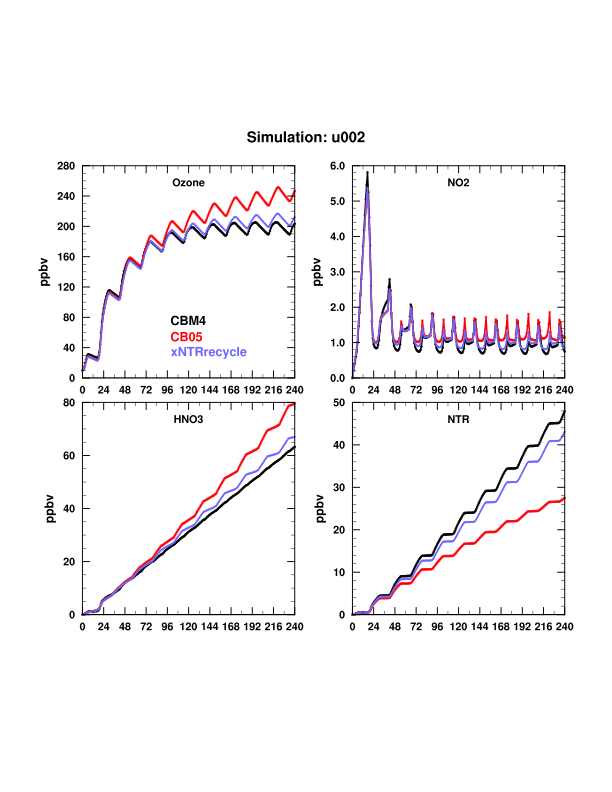 Simulation: u002
280
240
200
160
120
80
40
0
ppbv
Ozone
CBM4
CB05
xNTRrecycle
0 24 48 72 96 120 144 168 192 216 240
6.0
5.0
4.0
3.0
2.0
1.0
0.0
ppbv
NO2
0 24 48 72 96 120 144 168 192 216 240
80
60
40
20
0
ppbv
HNO3
0 24 48 72 96 120 144 168 192 216 240
50
40
30
20
10
0
ppbv
NTR
0 24 48 72 96 120 144 168 192 216 240